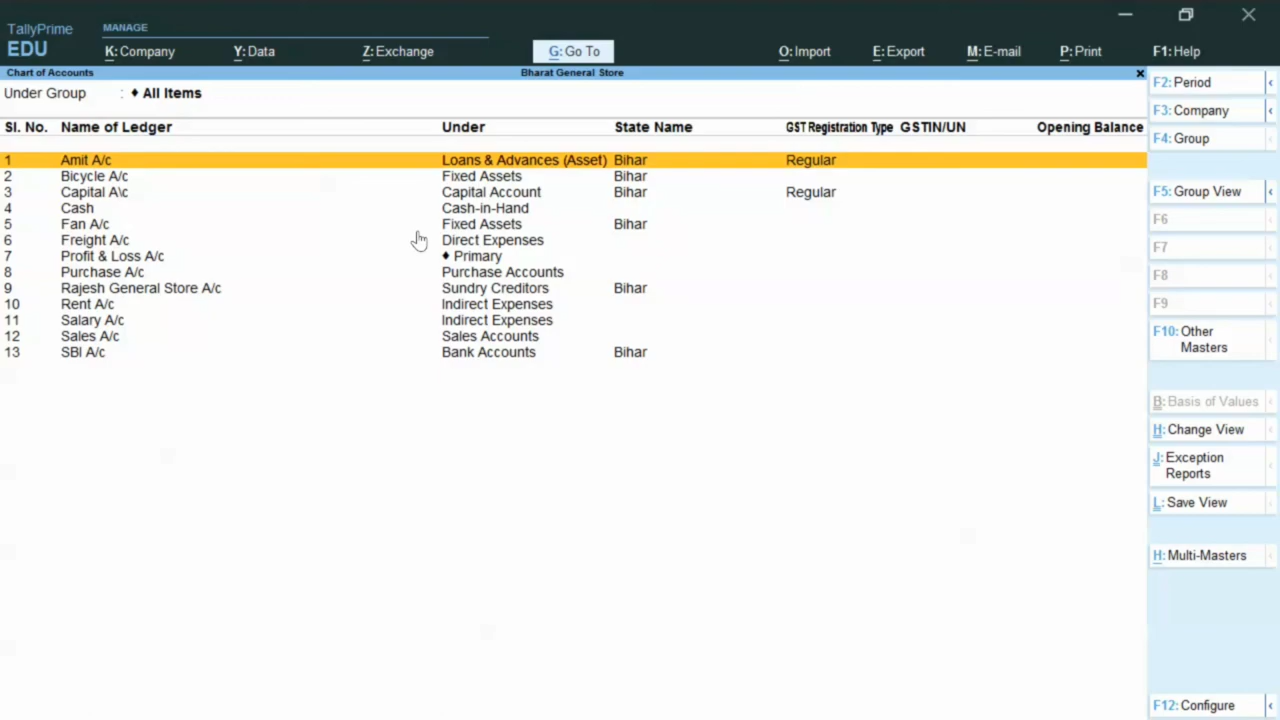 TallyPrime
EDU
MANAGE
K: Company
Y: Data
Z: Exchange
G: Go To
O: Import
E: Export
M: E-mail
P: Print
F1: Help
Chart of Accounts
Bharat General Store
Under Group : ♦ All Items
Sl. No. Name of Ledger Under State Name GST Registration Type GSTIN/UN Opening Balance
1 Amit A/c Loans & Advances (Asset) Bihar Regular
2 Bicycle A/c Fixed Assets Bihar
3 Capital A\c Capital Account Bihar Regular
4 Cash Cash-in-Hand
5 Fan A/c Fixed Assets Bihar
6 Freight A/c Direct Expenses
7 Profit & Loss A/c ♦ Primary
8 Purchase A/c Purchase Accounts
9 Rajesh General Store A/c Sundry Creditors Bihar
10 Rent A/c Indirect Expenses
11 Salary A/c Indirect Expenses
12 Sales A/c Sales Accounts
13 SBI A/c Bank Accounts Bihar
F2: Period
F3: Company
F4: Group
F5: Group View
F6
F7
F8
F9
F10: Other
Masters
B: Basis of Values
H: Change View
J: Exception
Reports
L: Save View
H: Multi-Masters
F12: Configure